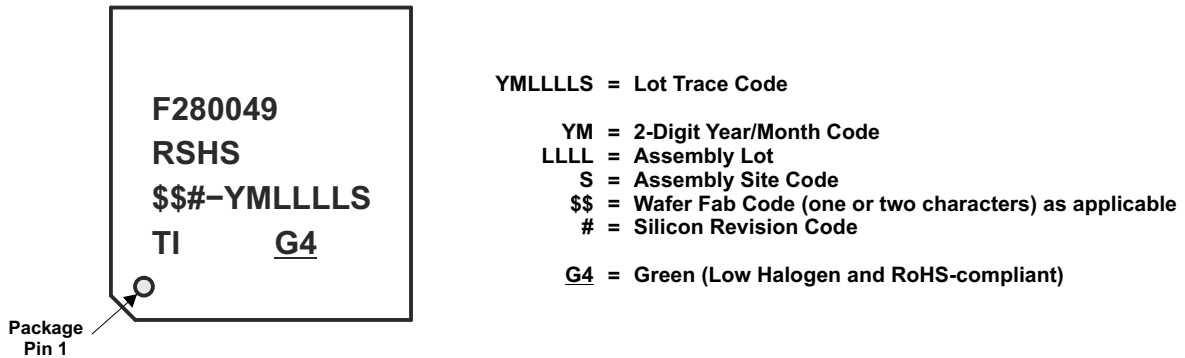 F280049
RSHS
$$#−YMLLLLS
TI G4
Package
Pin 1
YMLLLLS = Lot Trace Code
YM = 2-Digit Year/Month Code
LLLL = Assembly Lot
S = Assembly Site Code
$$ = Wafer Fab Code (one or two characters) as applicable
# = Silicon Revision Code
G4 = Green (Low Halogen and RoHS-compliant)